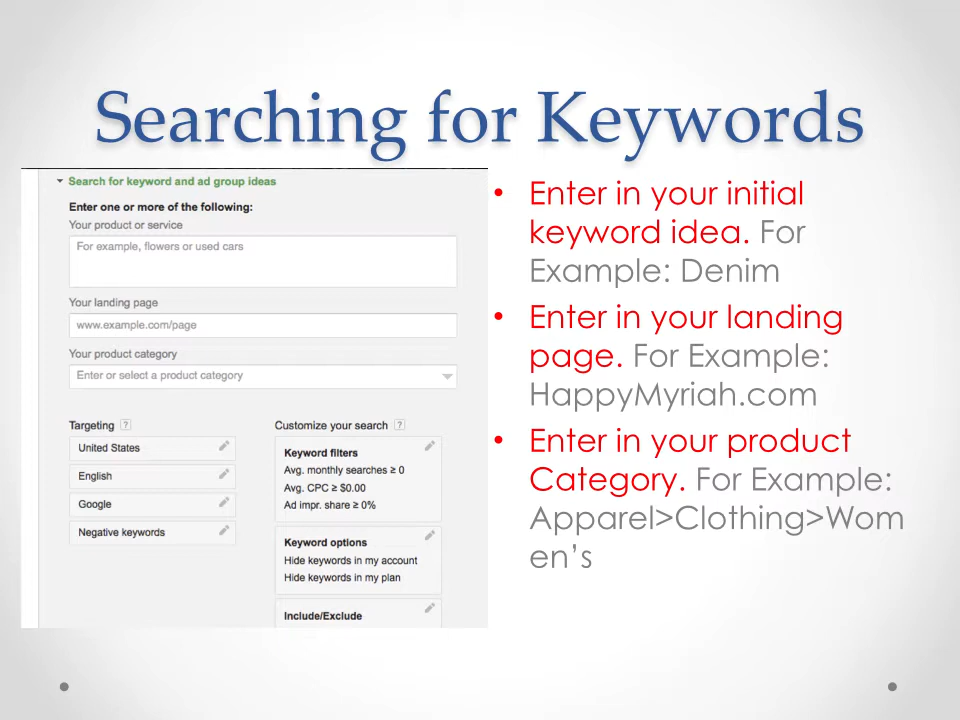 Searching for Keywords
Search for keyword and ad group ideas
Enter one or more of the following:
Your product or service
For example, flowers or used cars
Your landing page
www.example.com/page
Your product category
Enter or select a product category
Targeting ?
United States
English
Google
Negative keywords
Customize your search ?
Keyword filters
Avg. monthly searches ≥ 0
Avg. CPC ≥ $0.00
Ad impr. share ≥ 0%
Keyword options
Hide keywords in my account
Hide keywords in my plan
Include/Exclude
• Enter in your initial
keyword idea. For
Example: Denim
• Enter in your landing
page. For Example:
HappyMyriah.com
• Enter in your product
Category. For Example:
Apparel>Clothing>Wom
en’s